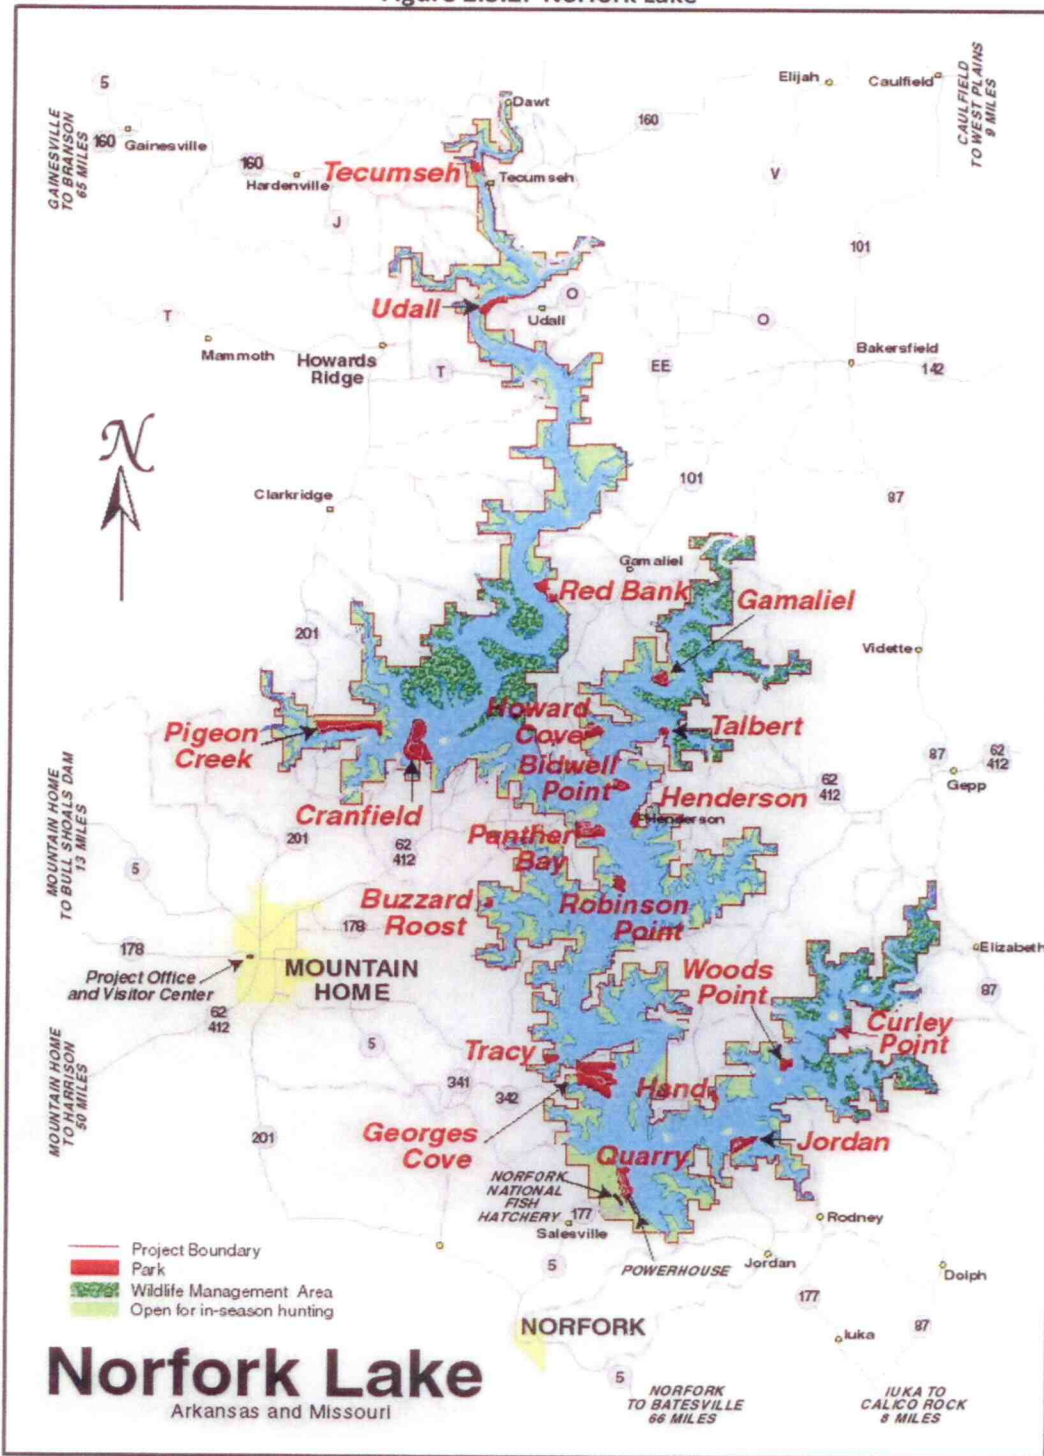 Figure 2.3.2. Norfork Lake
5
160
Gainesville
GAINESVILLE
TO BRANSON
65 MILES
160
Hardenville
J
Dawt
160
Elijah
Caulfield
CAULFIELD
TO WEST PLAINS
9 MILES
Tecumseh
Tecumseh
V
101
Udall
Udall
O
O
T
Mammoth
Howards
Ridge
T
EE
Bakersfield
142
N
Clarkridge
101
87
Gamaliel
Red Bank
Gamaliel
201
Vidette
Pigeon
Creek
Howard
Cove
Talbert
Bidwell
Point
Cranfield
Henderson
Henderson
62
412
87
62
412
Gepp
MOUNTAIN HOME
TO BULL SHOALS DAM
13 MILES
201
62
412
Panther
Bay
5
Buzzard
Roost
Robinson
Point
178
178
Project Office
and Visitor Center
MOUNTAIN
HOME
Woods
Point
Elizabeth
87
Curley
Point
62
412
5
Tracy
MOUNTAIN HOME
TO HARRISON
50 MILES
341
342
Hand
201
Georges
Cove
Quarry
Jordan
NORFORK
NATIONAL
FISH
HATCHERY
177
Salesville
Rodney
5
POWERHOUSE
Jordan
Dolph
177
Project Boundary
Park
Wildlife Management Area
Open for in-season hunting
NORFORK
Iuka
87
5
Norfork Lake
Arkansas and Missouri
NORFORK
TO BATESVILLE
66 MILES
IUKA TO
CALICO ROCK
8 MILES